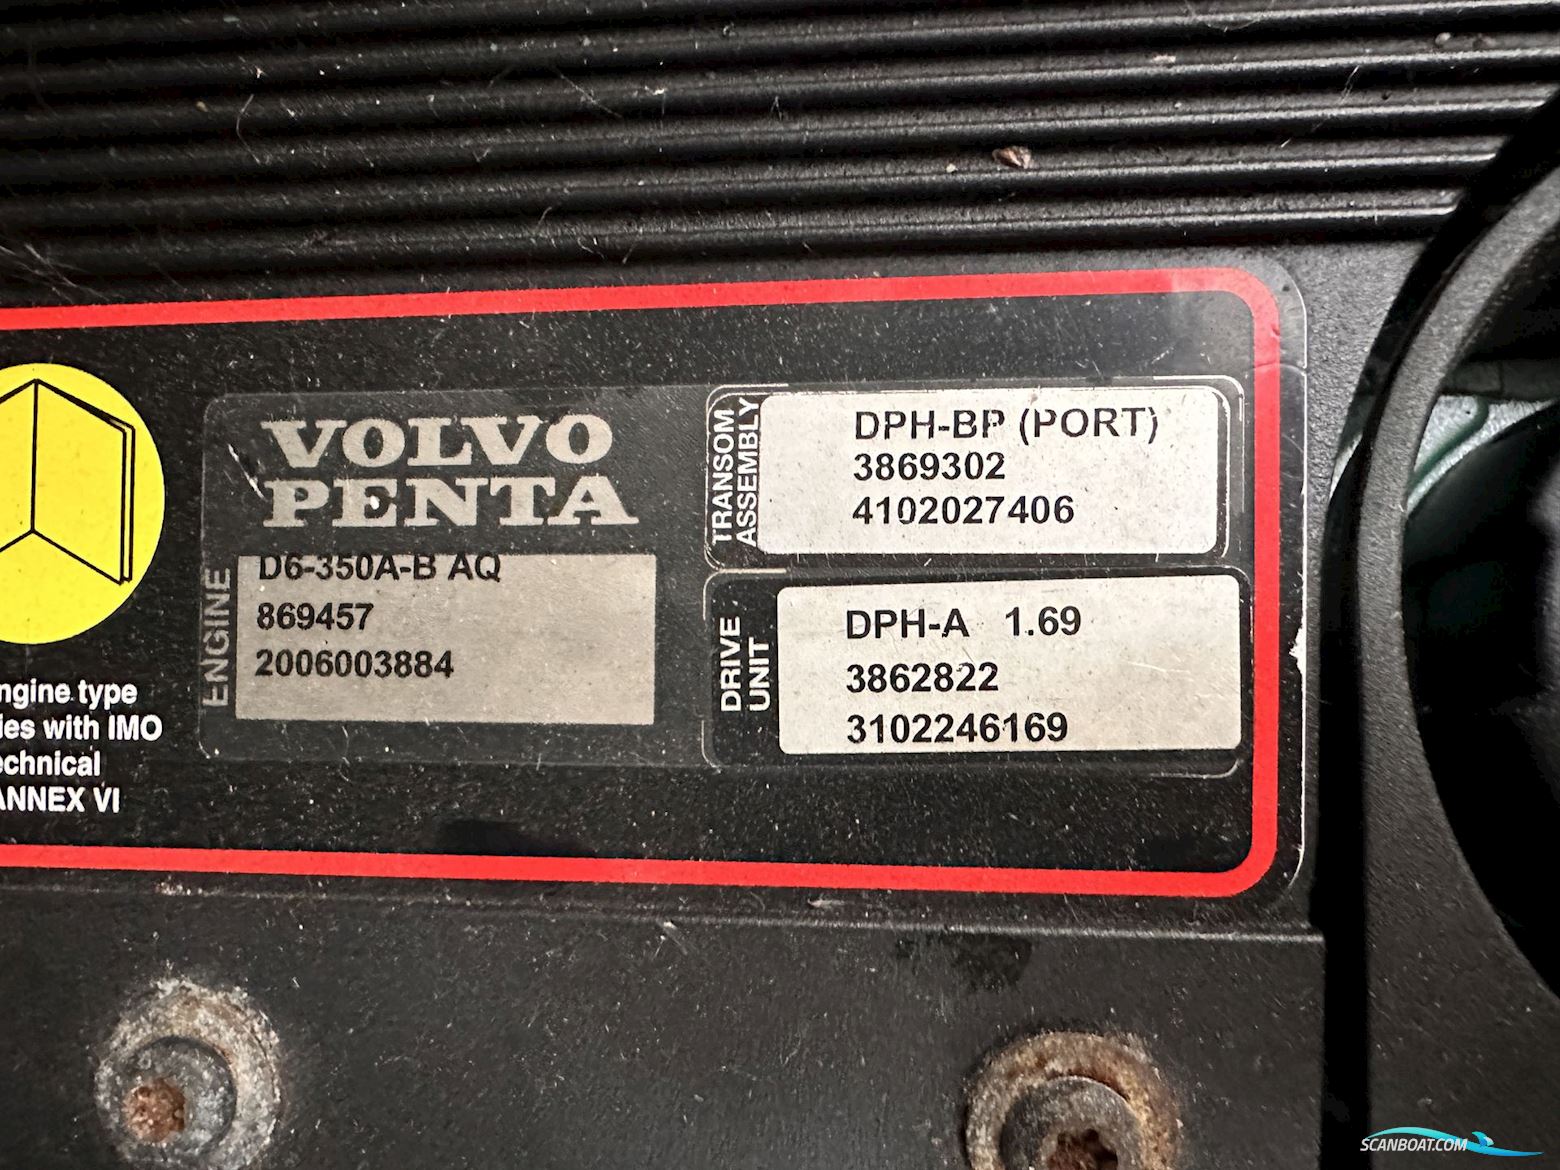 VOLVO
PENTA
ENGINE
D6-350A-B AQ
869457
2006003884
TRANSOM
ASSEMBLY
DPH-BP (PORT)
3869302
4102027406
DRIVE
UNIT
DPH-A 1.69
3862822
3102246169
ngine type
ies with IMO
echnical
ANNEX VI
SCANBOAT.COM